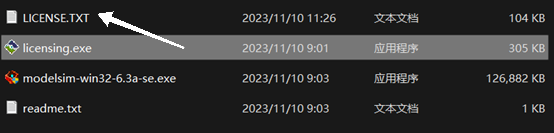 LICENSE.TXT 2023/11/10 11:26 文本文档 104 KB
licensing.exe 2023/11/10 9:01 应用程序 305 KB
modelsim-win32-6.3a-se.exe 2023/11/10 9:03 应用程序 126,882 KB
readme.txt 2023/11/10 9:03 文本文档 1 KB